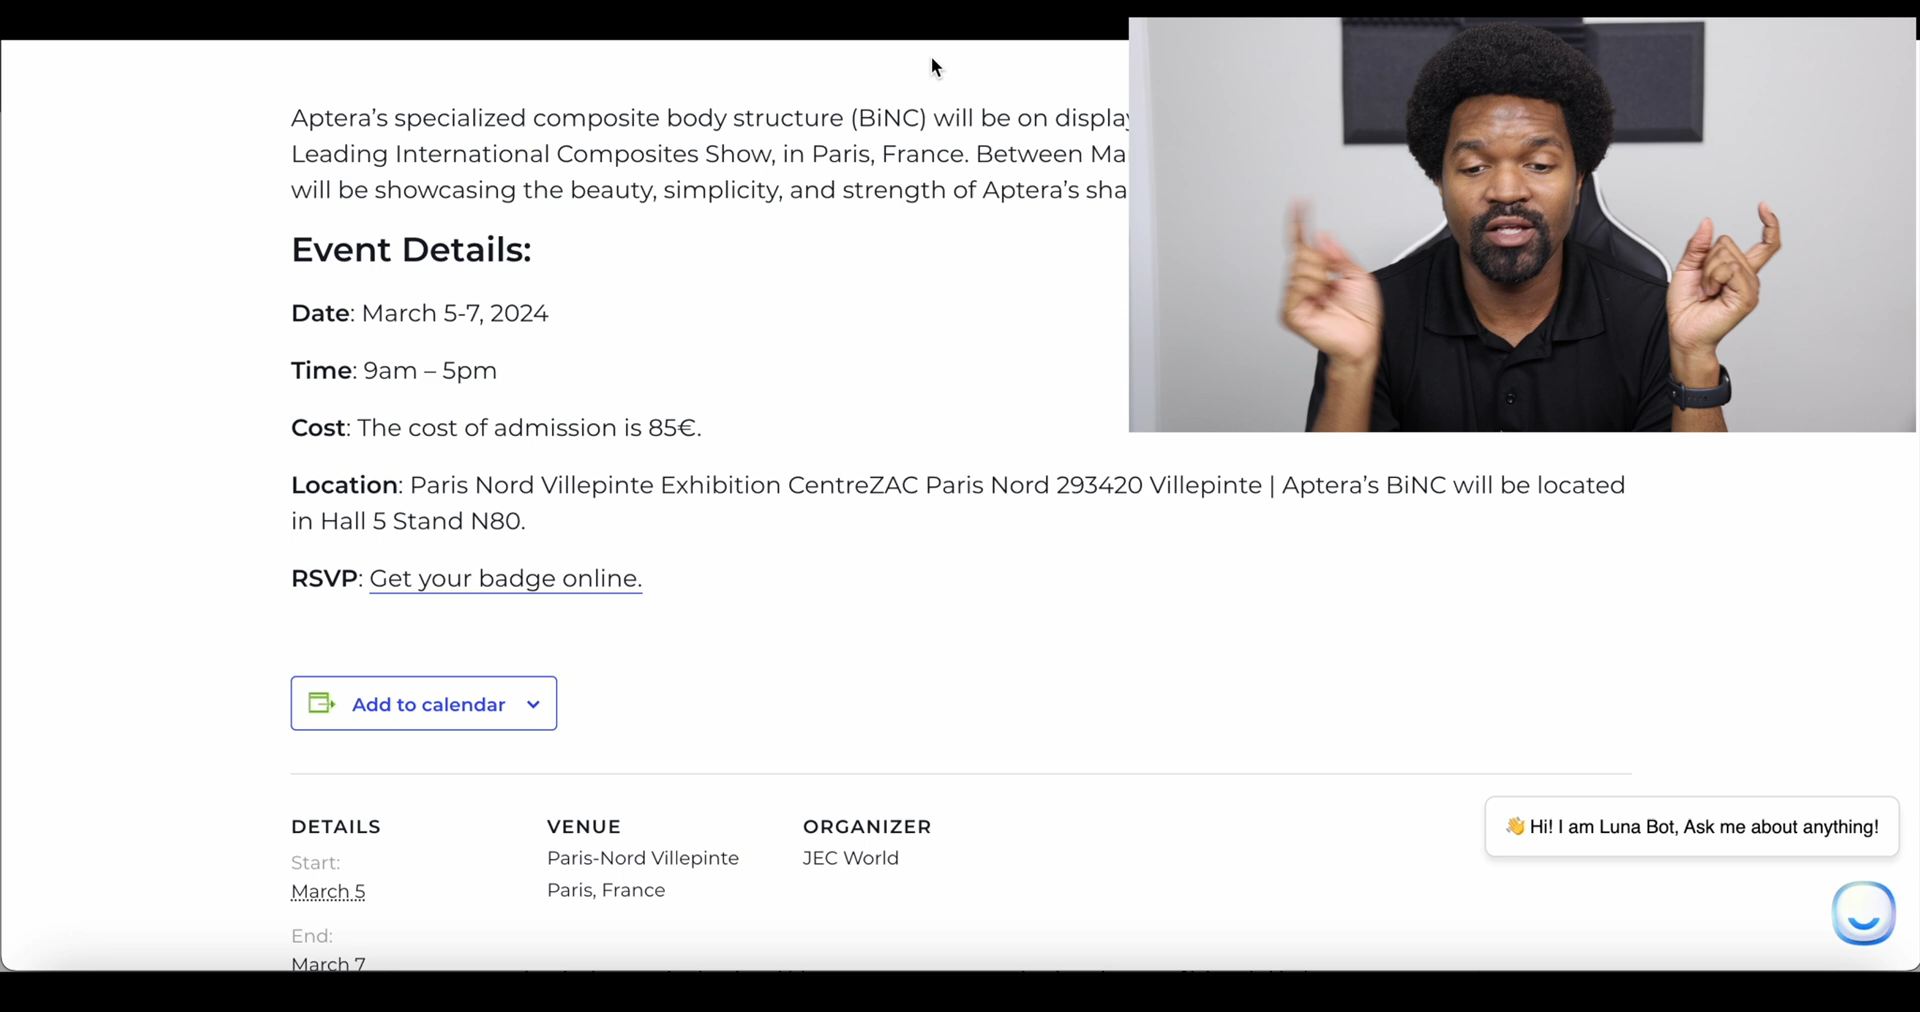 Aptera’s specialized composite body structure (BiNC) will be on display
Leading International Composites Show, in Paris, France. Between Ma
will be showcasing the beauty, simplicity, and strength of Aptera’s sha
Event Details:
Date: March 5-7, 2024
Time: 9am – 5pm
Cost: The cost of admission is 85€.
Location: Paris Nord Villepinte Exhibition CentreZAC Paris Nord 293420 Villepinte | Aptera’s BiNC will be located
in Hall 5 Stand N80.
RSVP: Get your badge online.
Add to calendar
DETAILS
Start:
March 5
End:
March 7
VENUE
Paris-Nord Villepinte
Paris, France
ORGANIZER
JEC World
👋 Hi! I am Luna Bot, Ask me about anything!